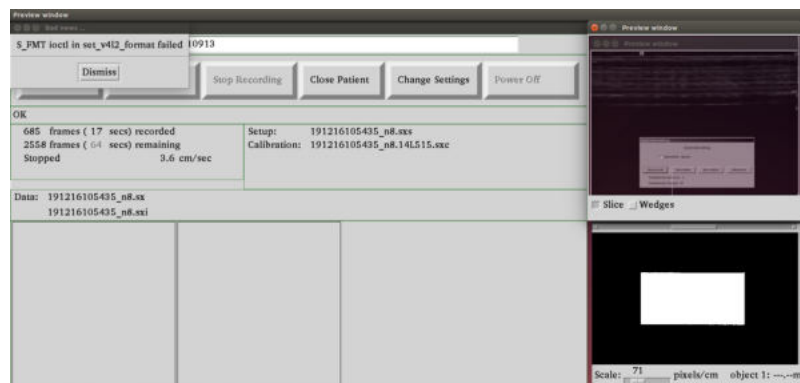 Preview window
S_FMT ioctl in set_v4l2_format failed
10913
Dismiss
Stop Recording
Close Patient
Change Settings
Power Off
OK
685 frames ( 17 secs) recorded
2558 frames ( 64 secs) remaining
Stopped 3.6 cm/sec
Setup: 191216105435_n8.sxs
Calibration: 191216105435_n8.14L515.sxc
Data: 191216105435_n8.sx
191216105435_n8.sxi
Preview window
Preview window
Slice
Wedges
Scale: 71 pixels/cm object 1: ---.--m